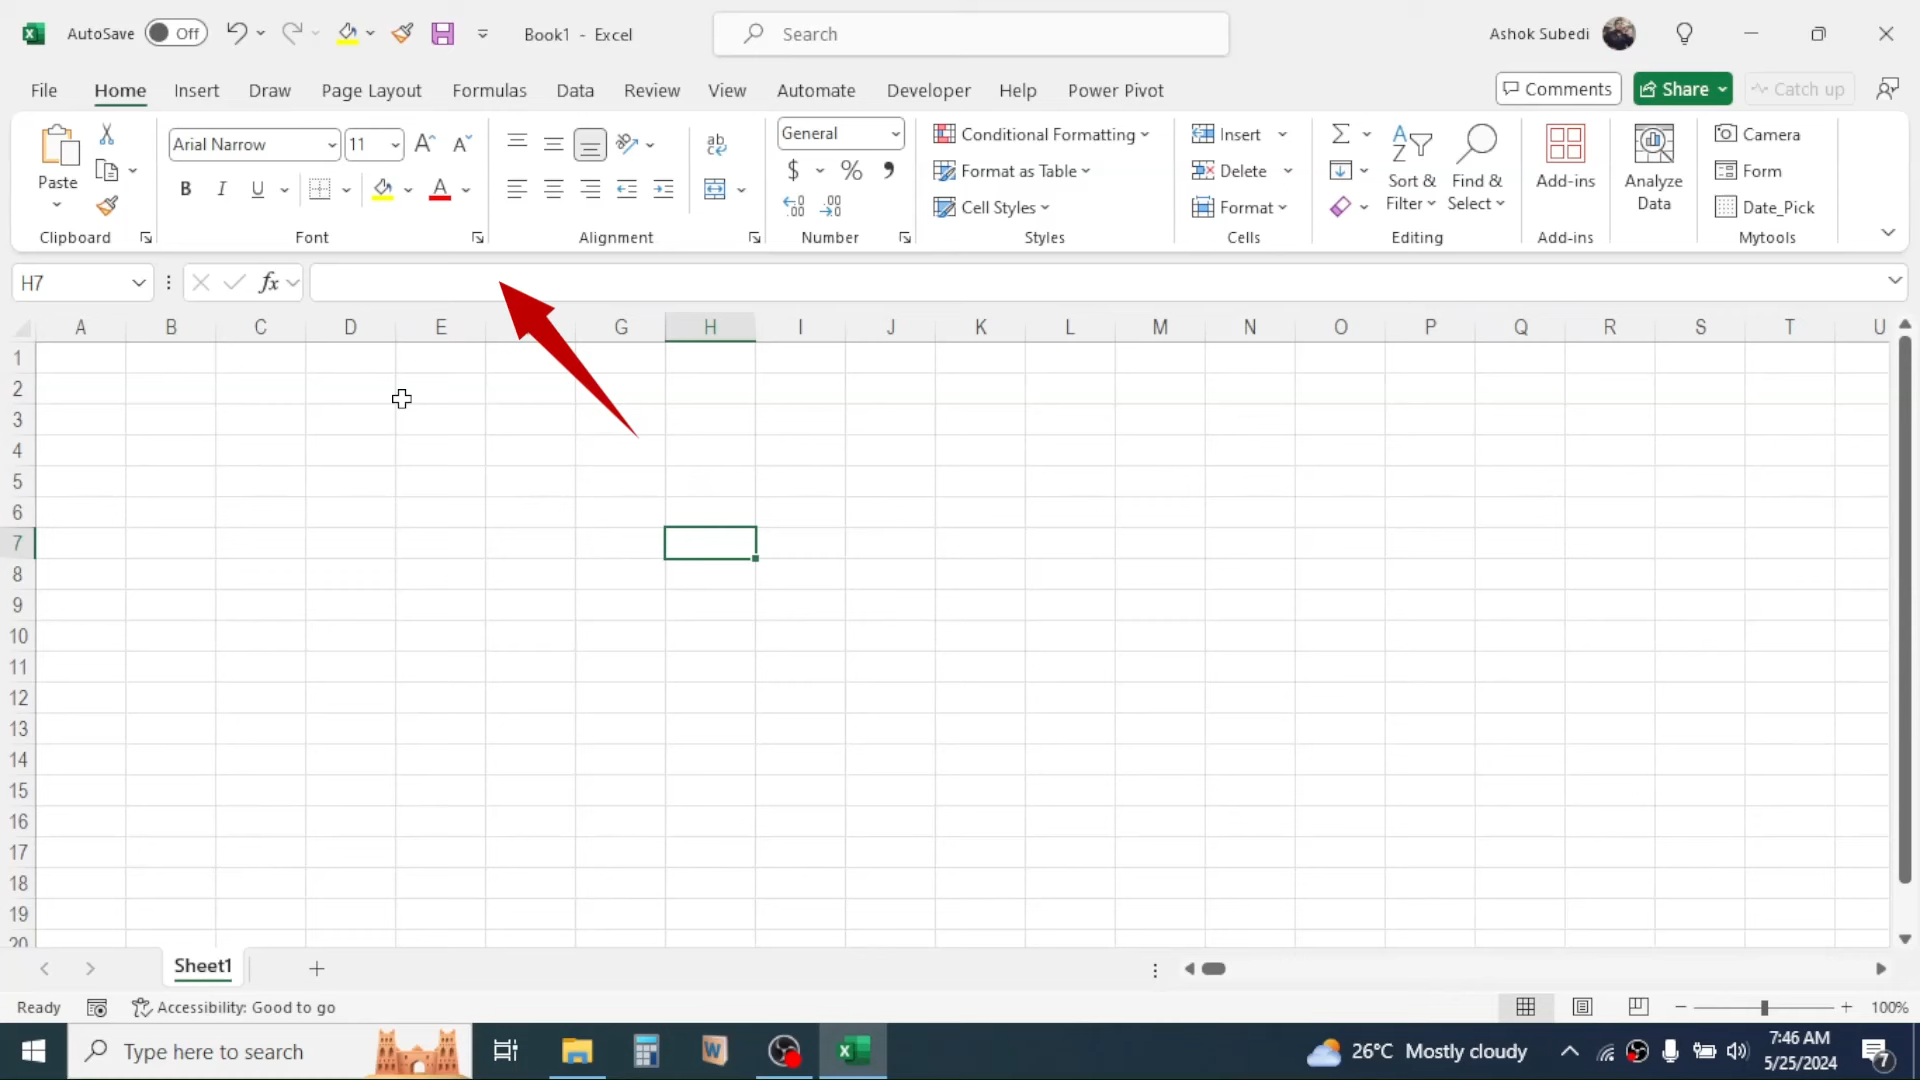 AutoSave Off Book1 - Excel Search Ashok Subedi
File Home Insert Draw Page Layout Formulas Data Review View Automate Developer Help Power Pivot Comments Share Catch up
Paste
Clipboard
Arial Narrow 11
B I U A
Font
ab
Alignment
General
$ % ,
Number
Conditional Formatting
Format as Table
Cell Styles
Styles
Insert
Delete
Format
Cells
Sort & Filter
Find & Select
Editing
Add-ins
Add-ins
Analyze Data
Camera
Form
Date_Pick
Mytools
H7 fx
A B C D E G H I J K L M N O P Q R S T U
1
2
3
4
5
6
7
8
9
10
11
12
13
14
15
16
17
18
19
20
Sheet1
Ready Accessibility: Good to go 100%
Type here to search 26°C Mostly cloudy 7:46 AM
5/25/2024
7